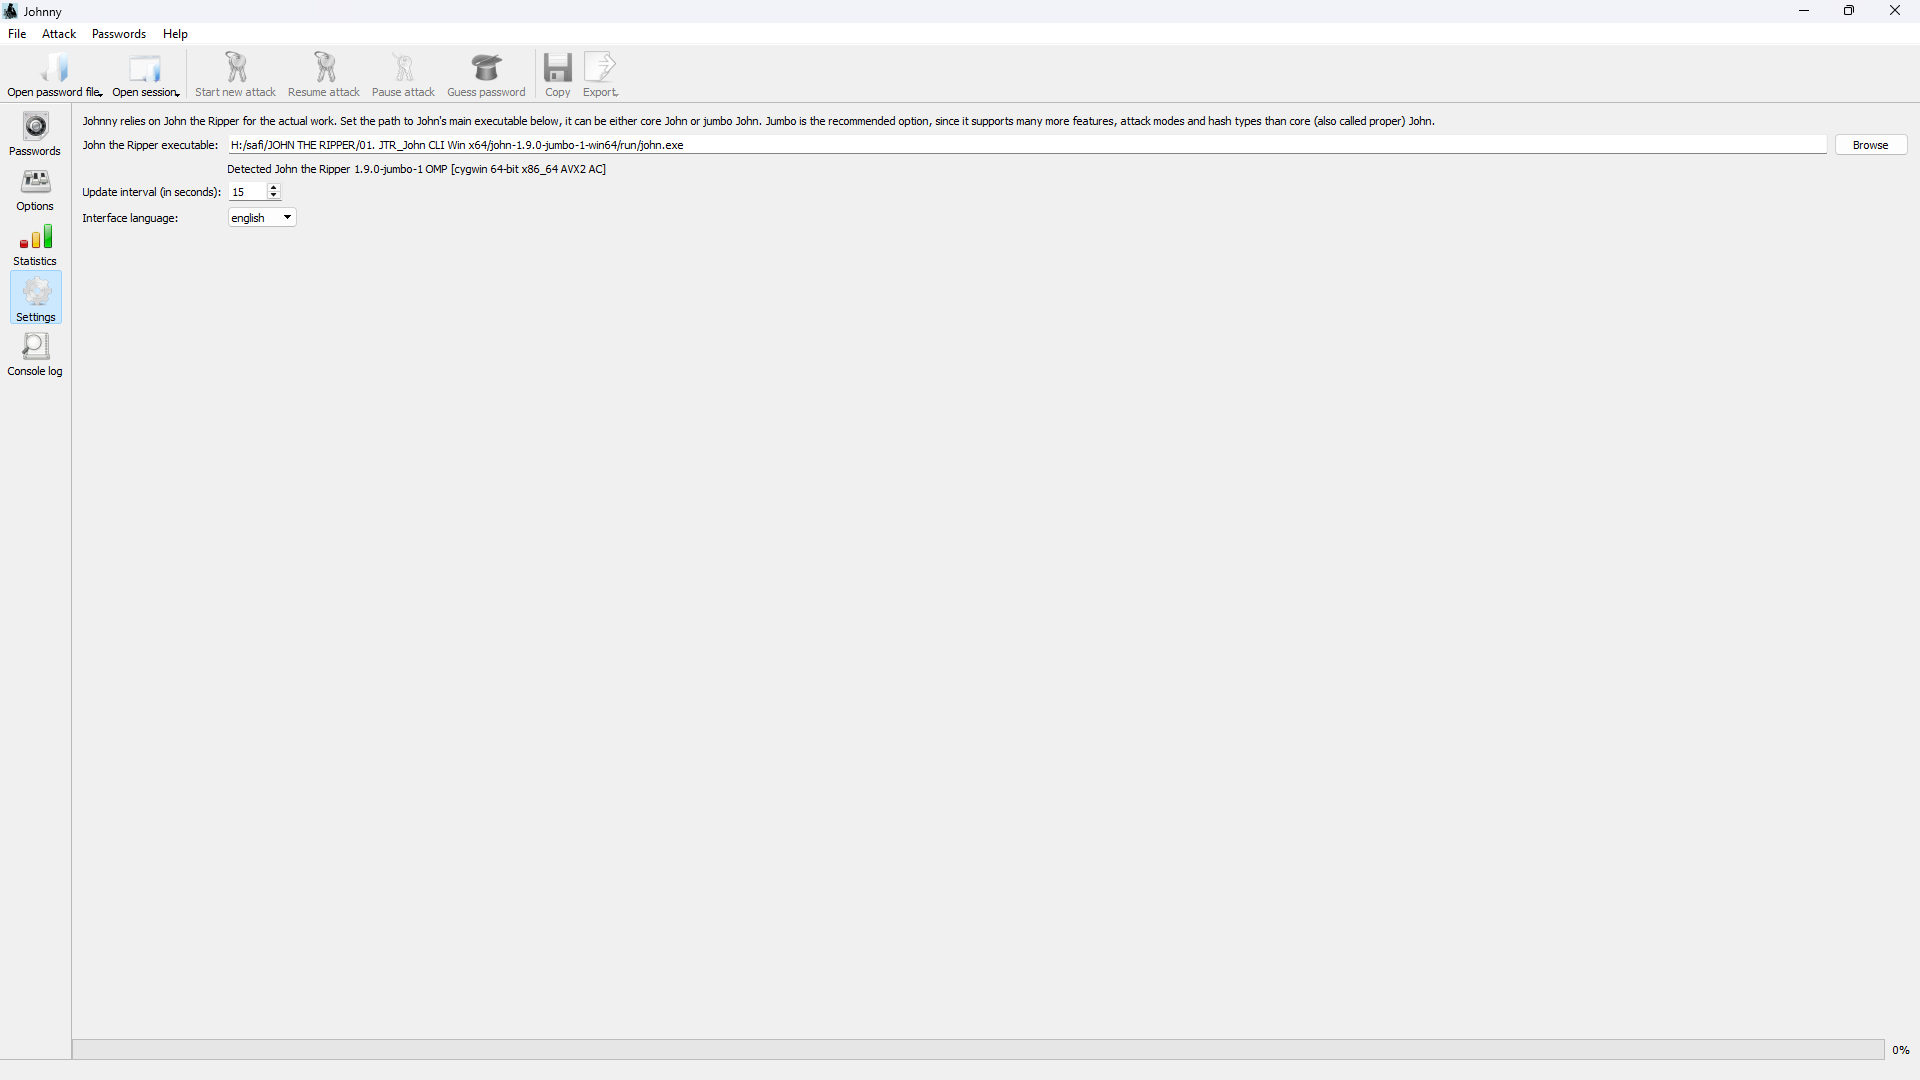 Johnny
File Attack Passwords Help
Open password file Open session Start new attack Resume attack Pause attack Guess password Copy Export
Passwords
Options
Statistics
Settings
Console log
Johnny relies on John the Ripper for the actual work. Set the path to John's main executable below, it can be either core John or jumbo John. Jumbo is the recommended option, since it supports many more features, attack modes and hash types than core (also called proper) John.
John the Ripper executable: H:/safi/JOHN THE RIPPER/01. JTR_John CLI Win x64/john-1.9.0-jumbo-1-win64/run/john.exe Browse
Detected John the Ripper 1.9.0-jumbo-1 OMP [cygwin 64-bit x86_64 AVX2 AC]
Update interval (in seconds): 15
Interface language: english
0%